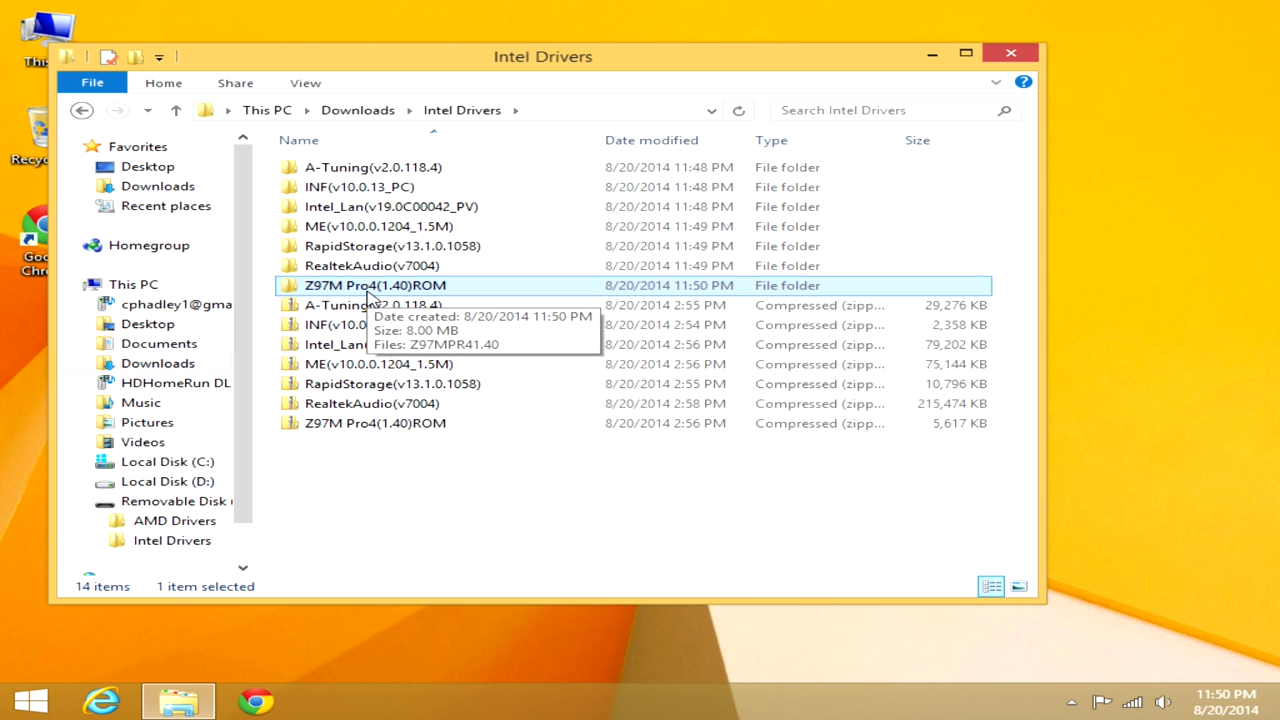 This
Recyc
Goo
Chro
Intel Drivers
File Home Share View
This PC Downloads Intel Drivers Search Intel Drivers
Favorites
Desktop
Downloads
Recent places
Homegroup
This PC
cphadley1@gma
Desktop
Documents
Downloads
HDHomeRun DL
Music
Pictures
Videos
Local Disk (C:)
Local Disk (D:)
Removable Disk (
AMD Drivers
Intel Drivers
Name Date modified Type Size
A-Tuning(v2.0.118.4) 8/20/2014 11:48 PM File folder
INF(v10.0.13_PC) 8/20/2014 11:48 PM File folder
Intel_Lan(v19.0C00042_PV) 8/20/2014 11:48 PM File folder
ME(v10.0.0.1204_1.5M) 8/20/2014 11:49 PM File folder
RapidStorage(v13.1.0.1058) 8/20/2014 11:49 PM File folder
RealtekAudio(v7004) 8/20/2014 11:49 PM File folder
Z97M Pro4(1.40)ROM 8/20/2014 11:50 PM File folder
A-Tuning(v2.0.118.4) 8/20/2014 2:55 PM Compressed (zipp... 29,276 KB
INF(v10.0 8/20/2014 2:54 PM Compressed (zipp... 2,358 KB
Intel_Lan( 8/20/2014 2:56 PM Compressed (zipp... 79,202 KB
ME(v10.0.0.1204_1.5M) 8/20/2014 2:56 PM Compressed (zipp... 75,144 KB
RapidStorage(v13.1.0.1058) 8/20/2014 2:55 PM Compressed (zipp... 10,796 KB
RealtekAudio(v7004) 8/20/2014 2:58 PM Compressed (zipp... 215,474 KB
Z97M Pro4(1.40)ROM 8/20/2014 2:56 PM Compressed (zipp... 5,617 KB
Date created: 8/20/2014 11:50 PM
Size: 8.00 MB
Files: Z97MPR41.40
14 items 1 item selected
11:50 PM
8/20/2014